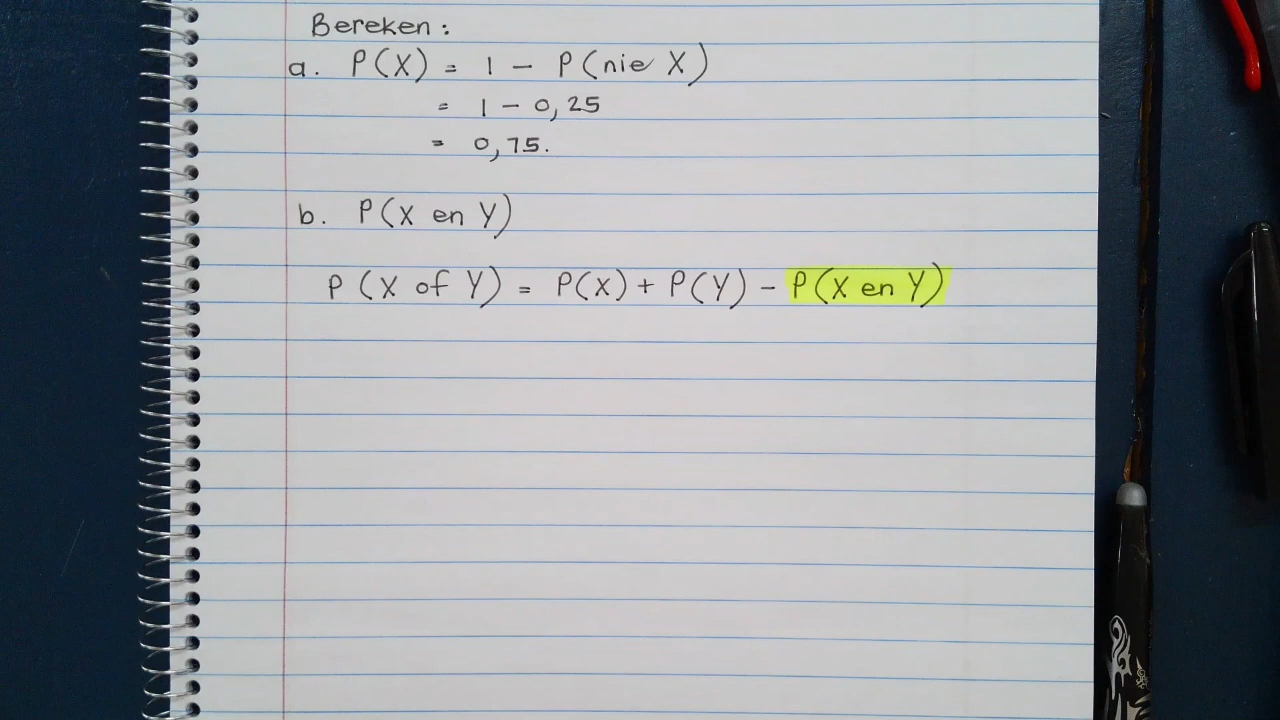 Bereken :
a. P(X) = 1 - P(nie X)
= 1 - 0,25
= 0,75.
b. P(X en Y)
P(X of Y) = P(X) + P(Y) - P(X en Y)